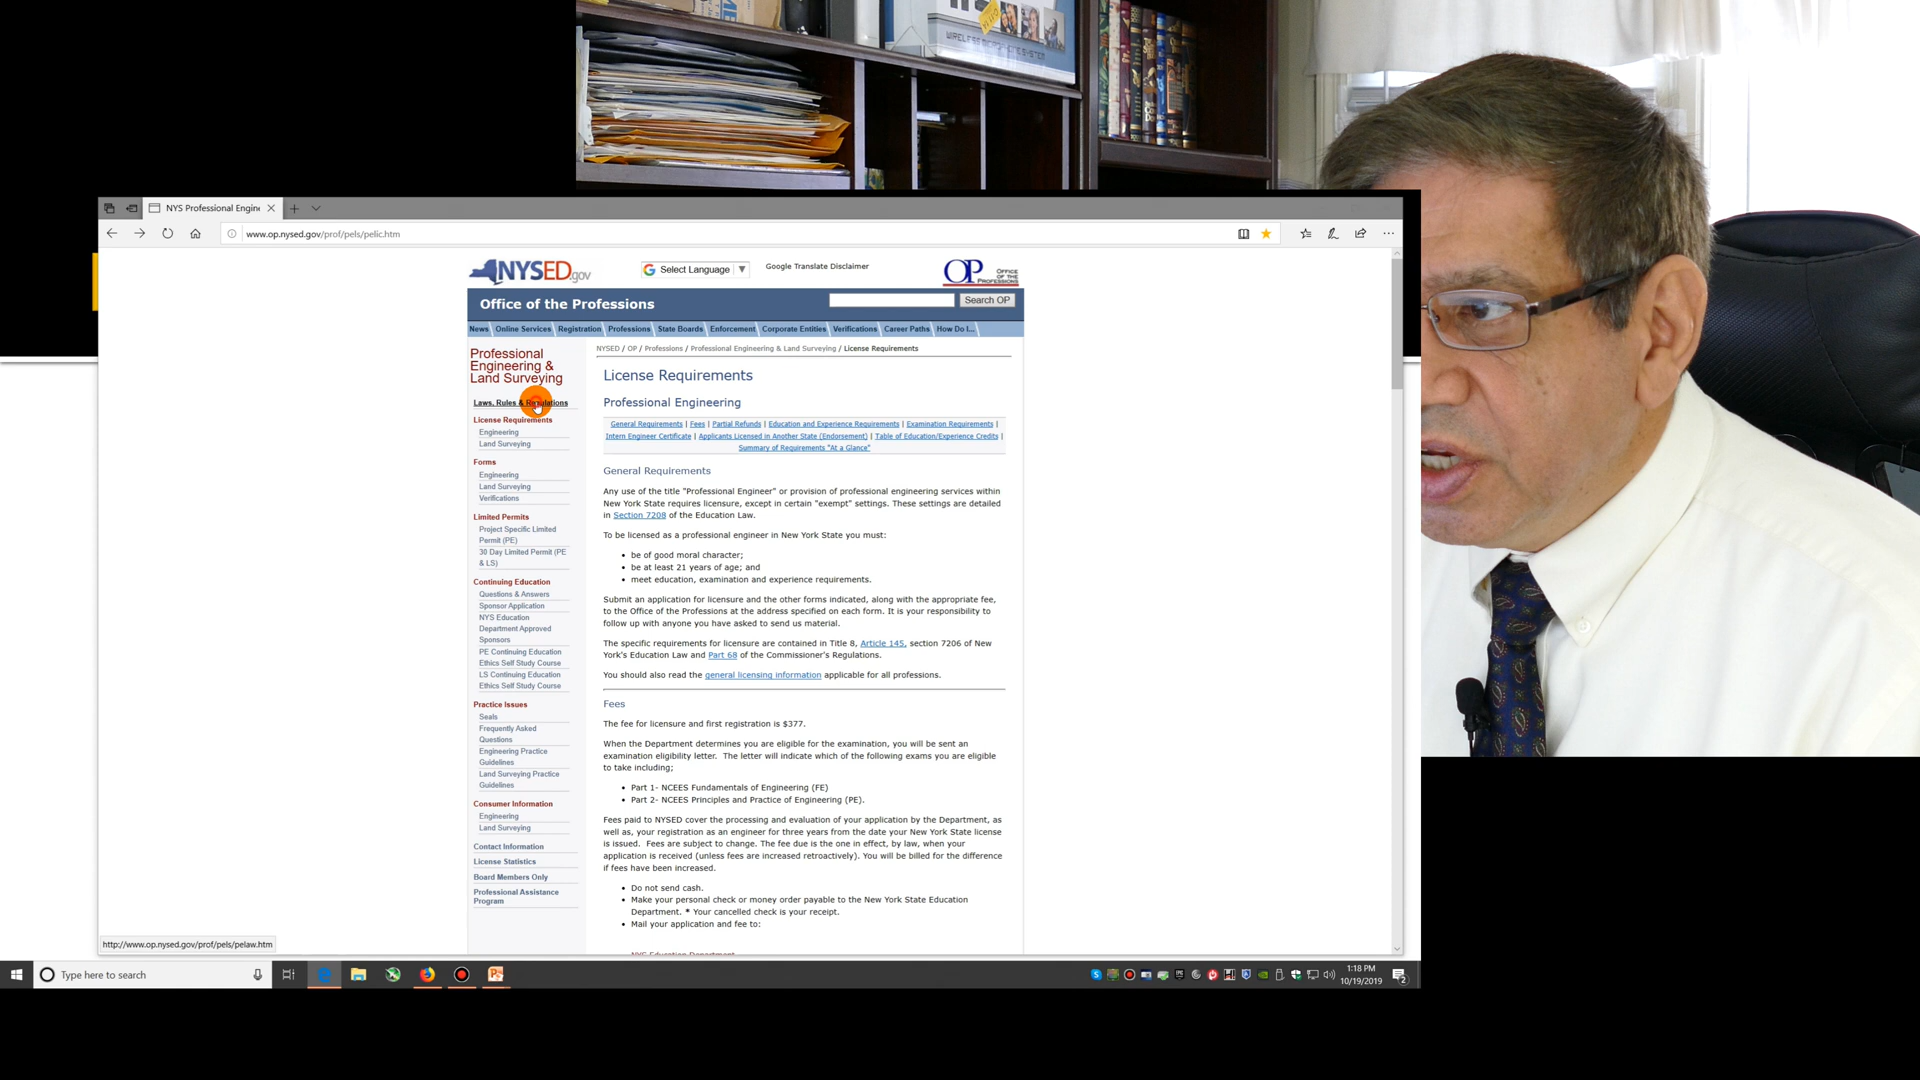 WIRELESS MICROPHONE SYSTEM
NYS Professional Engine
www.op.nysed.gov/prof/pels/pelic.htm
NYSED.gov
Select Language
Google Translate Disclaimer
OP OFFICE OF THE PROFESSIONS
Office of the Professions
Search OP
News Online Services Registration Professions State Boards Enforcement Corporate Entities Verifications Career Paths How Do I...
Professional
Engineering &
Land Surveying
Laws, Rules & Regulations
License Requirements
Engineering
Land Surveying
Forms
Engineering
Land Surveying
Verifications
Limited Permits
Project Specific Limited
Permit (PE)
30 Day Limited Permit (PE
& LS)
Continuing Education
Questions & Answers
Sponsor Application
NYS Education
Department Approved
Sponsors
PE Continuing Education
Ethics Self Study Course
LS Continuing Education
Ethics Self Study Course
Practice Issues
Seals
Frequently Asked
Questions
Engineering Practice
Guidelines
Land Surveying Practice
Guidelines
Consumer Information
Engineering
Land Surveying
Contact Information
License Statistics
Board Members Only
Professional Assistance
Program
NYSED / OP / Professions / Professional Engineering & Land Surveying / License Requirements
License Requirements
Professional Engineering
General Requirements | Fees | Partial Refunds | Education and Experience Requirements | Examination Requirements |
Intern Engineer Certificate | Applicants Licensed in Another State (Endorsement) | Table of Education/Experience Credits |
Summary of Requirements "At a Glance"
General Requirements
Any use of the title "Professional Engineer" or provision of professional engineering services within
New York State requires licensure, except in certain "exempt" settings. These settings are detailed
in Section 7208 of the Education Law.
To be licensed as a professional engineer in New York State you must:
• be of good moral character;
• be at least 21 years of age; and
• meet education, examination and experience requirements.
Submit an application for licensure and the other forms indicated, along with the appropriate fee,
to the Office of the Professions at the address specified on each form. It is your responsibility to
follow up with anyone you have asked to send us material.
The specific requirements for licensure are contained in Title 8, Article 145, section 7206 of New
York's Education Law and Part 68 of the Commissioner's Regulations.
You should also read the general licensing information applicable for all professions.
Fees
The fee for licensure and first registration is $377.
When the Department determines you are eligible for the examination, you will be sent an
examination eligibility letter. The letter will indicate which of the following exams you are eligible
to take including;
• Part 1- NCEES Fundamentals of Engineering (FE)
• Part 2- NCEES Principles and Practice of Engineering (PE).
Fees paid to NYSED cover the processing and evaluation of your application by the Department, as
well as, your registration as an engineer for three years from the date your New York State license
is issued. Fees are subject to change. The fee due is the one in effect, by law, when your
application is received (unless fees are increased retroactively). You will be billed for the difference
if fees have been increased.
• Do not send cash.
• Make your personal check or money order payable to the New York State Education
Department. * Your cancelled check is your receipt.
• Mail your application and fee to:
NYS Education Department
http://www.op.nysed.gov/prof/pels/pelaw.htm
Type here to search
1:18 PM
10/19/2019
2